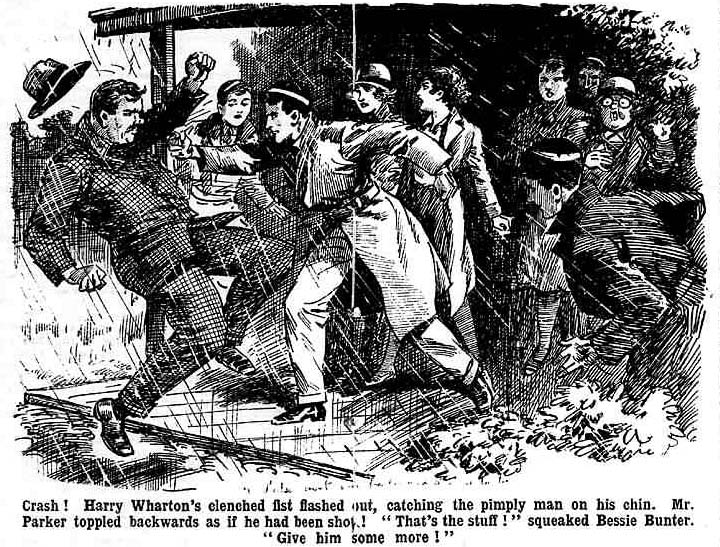 Crash ! Harry Wharton's clenched fist flashed out, catching the pimply man on his chin. Mr.
Parker toppled backwards as if he had been shot ! " That's the stuff ! " squeaked Bessie Bunter.
" Give him some more ! "